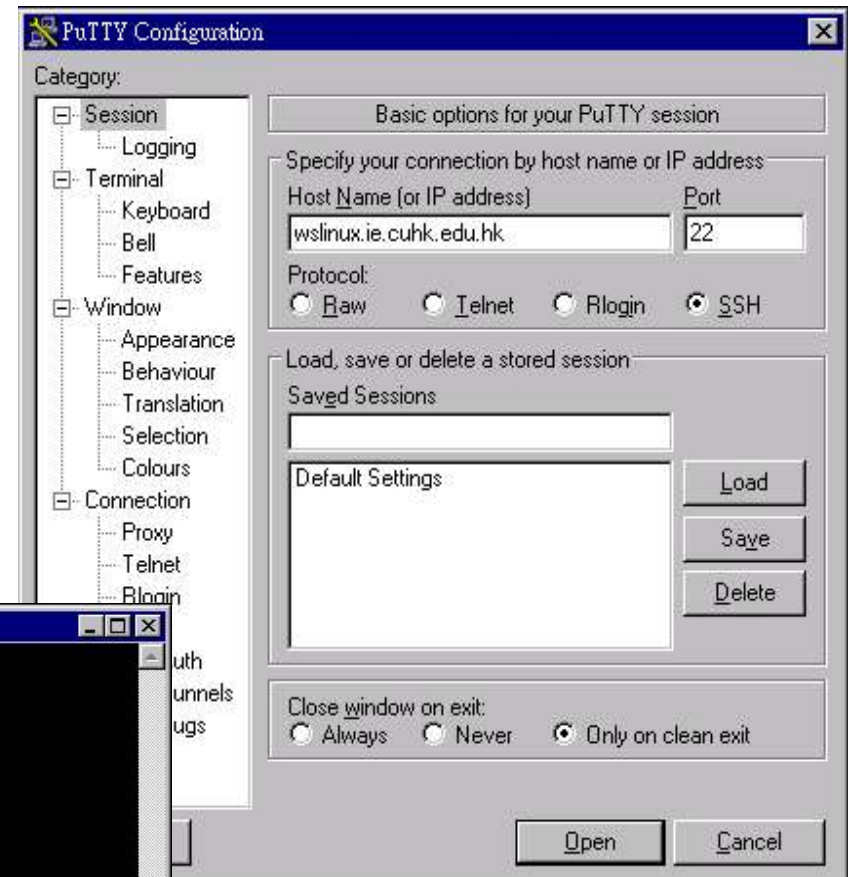 PuTTY Configuration
Category:
Session
Logging
Terminal
Keyboard
Bell
Features
Window
Appearance
Behaviour
Translation
Selection
Colours
Connection
Proxy
Telnet
Rlogin
uth
unnels
ugs
Basic options for your PuTTY session
Specify your connection by host name or IP address
Host Name (or IP address) Port
wslinux.ie.cuhk.edu.hk 22
Protocol:
Raw Telnet Rlogin SSH
Load, save or delete a stored session
Saved Sessions
Default Settings
Load
Save
Delete
Close window on exit:
Always Never Only on clean exit
Open Cancel